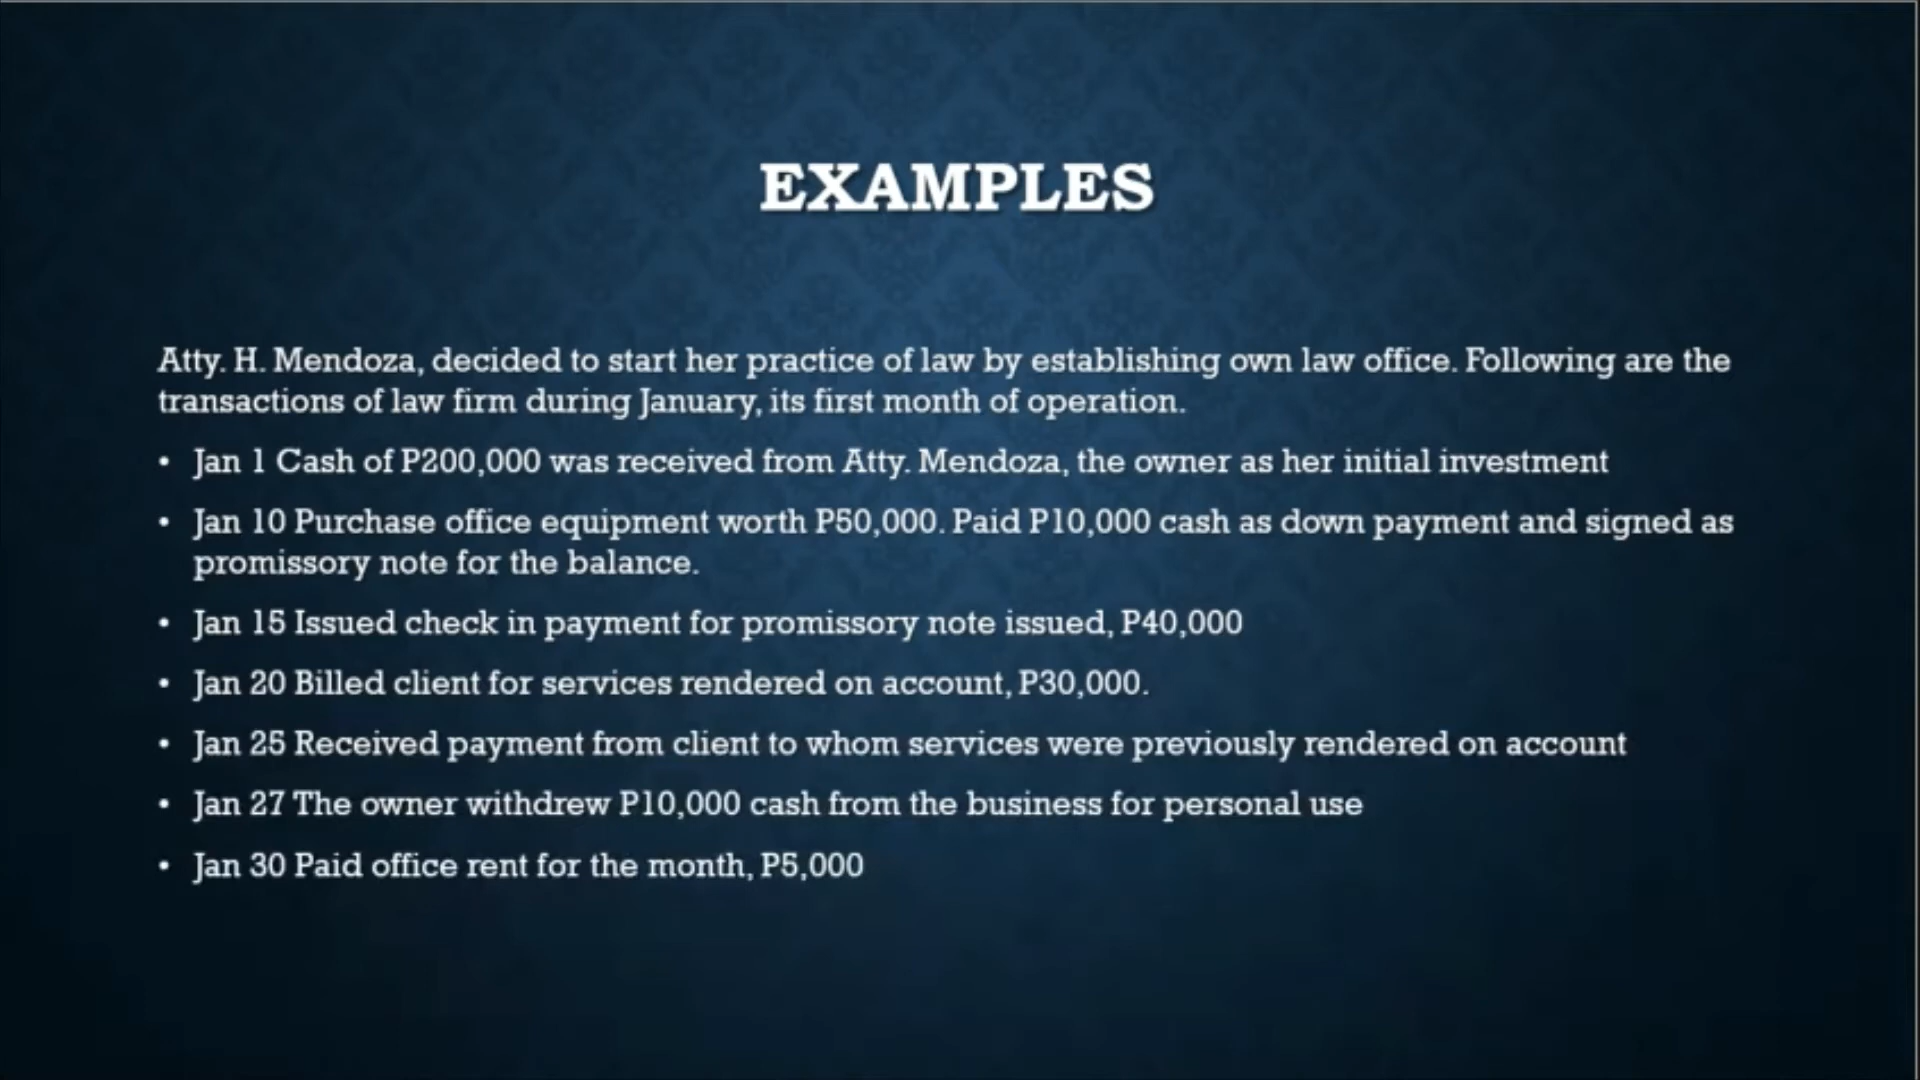 EXAMPLES
Atty. H. Mendoza, decided to start her practice of law by establishing own law office. Following are the
transactions of law firm during January, its first month of operation.
• Jan 1 Cash of P200,000 was received from Atty. Mendoza, the owner as her initial investment
• Jan 10 Purchase office equipment worth P50,000. Paid P10,000 cash as down payment and signed as
promissory note for the balance.
• Jan 15 Issued check in payment for promissory note issued, P40,000
• Jan 20 Billed client for services rendered on account, P30,000.
• Jan 25 Received payment from client to whom services were previously rendered on account
• Jan 27 The owner withdrew P10,000 cash from the business for personal use
• Jan 30 Paid office rent for the month, P5,000